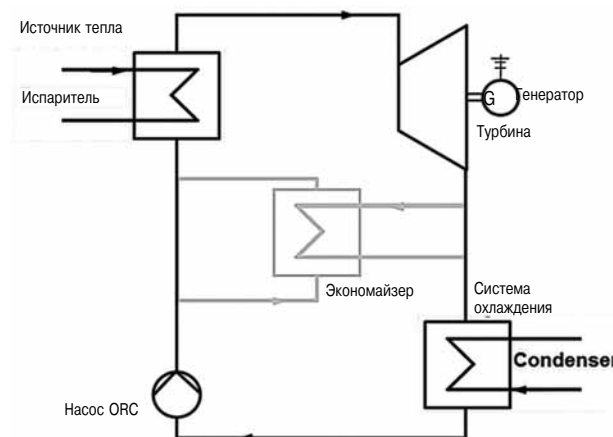 Источник тепла
Испаритель
G
Генератор
Турбина
Экономайзер
Система
охлаждения
Condenser
Насос ORC